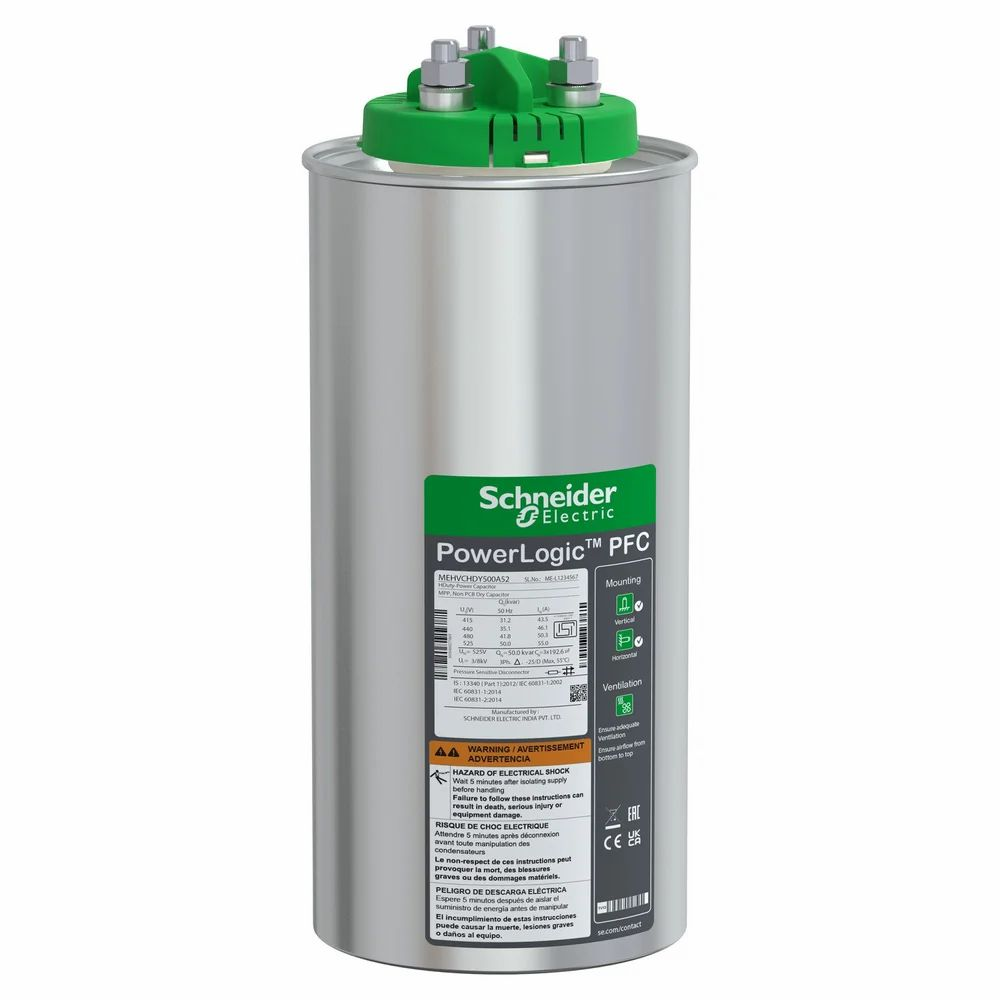 Schneider
Electric
PowerLogic™ PFC
MEHVCHDY500A52 SL.No.: ME-L1234567
HDuty-Power Capacitor
MPP, Non PCB Dry Capacitor
Qₙ(kvar)
Uₙ(V) 50 Hz Iₙ(A)
415 31.2 43.5
440 35.1 46.1
480 41.8 50.3
525 50.0 55.0
ISI
Uₙ= 525V Qₙ= 50.0 kvar Cₙ=3x192.6 uF
Uᵢ= 3/8kV 3Ph. Δ -25/D (Max, 55°C)
Pressure Sensitive Disconnector
IS : 13340 ( Part 1):2012/ IEC 60831-1:2002
IEC 60831-1:2014
IEC 60831-2:2014
Manufactured by :
SCHNEIDER ELECTRIC INDIA PVT. LTD.
WARNING / AVERTISSEMENT
ADVERTENCIA
HAZARD OF ELECTRICAL SHOCK
Wait 5 minutes after isolating supply
before handling
Failure to follow these instructions can
result in death, serious injury or
equipment damage.
RISQUE DE CHOC ELECTRIQUE
Attendre 5 minutes après déconnexion
avant toute manipulation des
condensateurs
Le non-respect de ces instructions peut
provoquer la mort, des blessures
graves ou des dommages matériels.
PELIGRO DE DESCARGA ELÉCTRICA
Espere 5 minutos después de aislar el
suministro de energía antes de manipular
El incumplimiento de estas instrucciones
puede causar la muerte, lesiones graves
o daños al equipo.
Mounting
Vertical
Horizontal
Ventilation
Ensure adequate
Ventilation
Ensure airflow from
bottom to top
EAC
CE UK
CA
se.com/contact